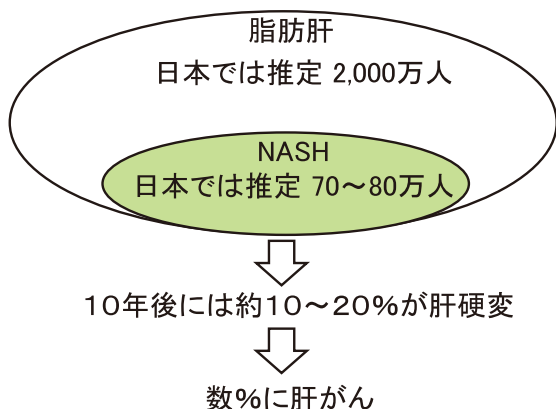 脂肪肝
日本では推定 2,000万人
NASH
日本では推定 70～80万人
１０年後には約１０～２０％が肝硬変
数％に肝がん